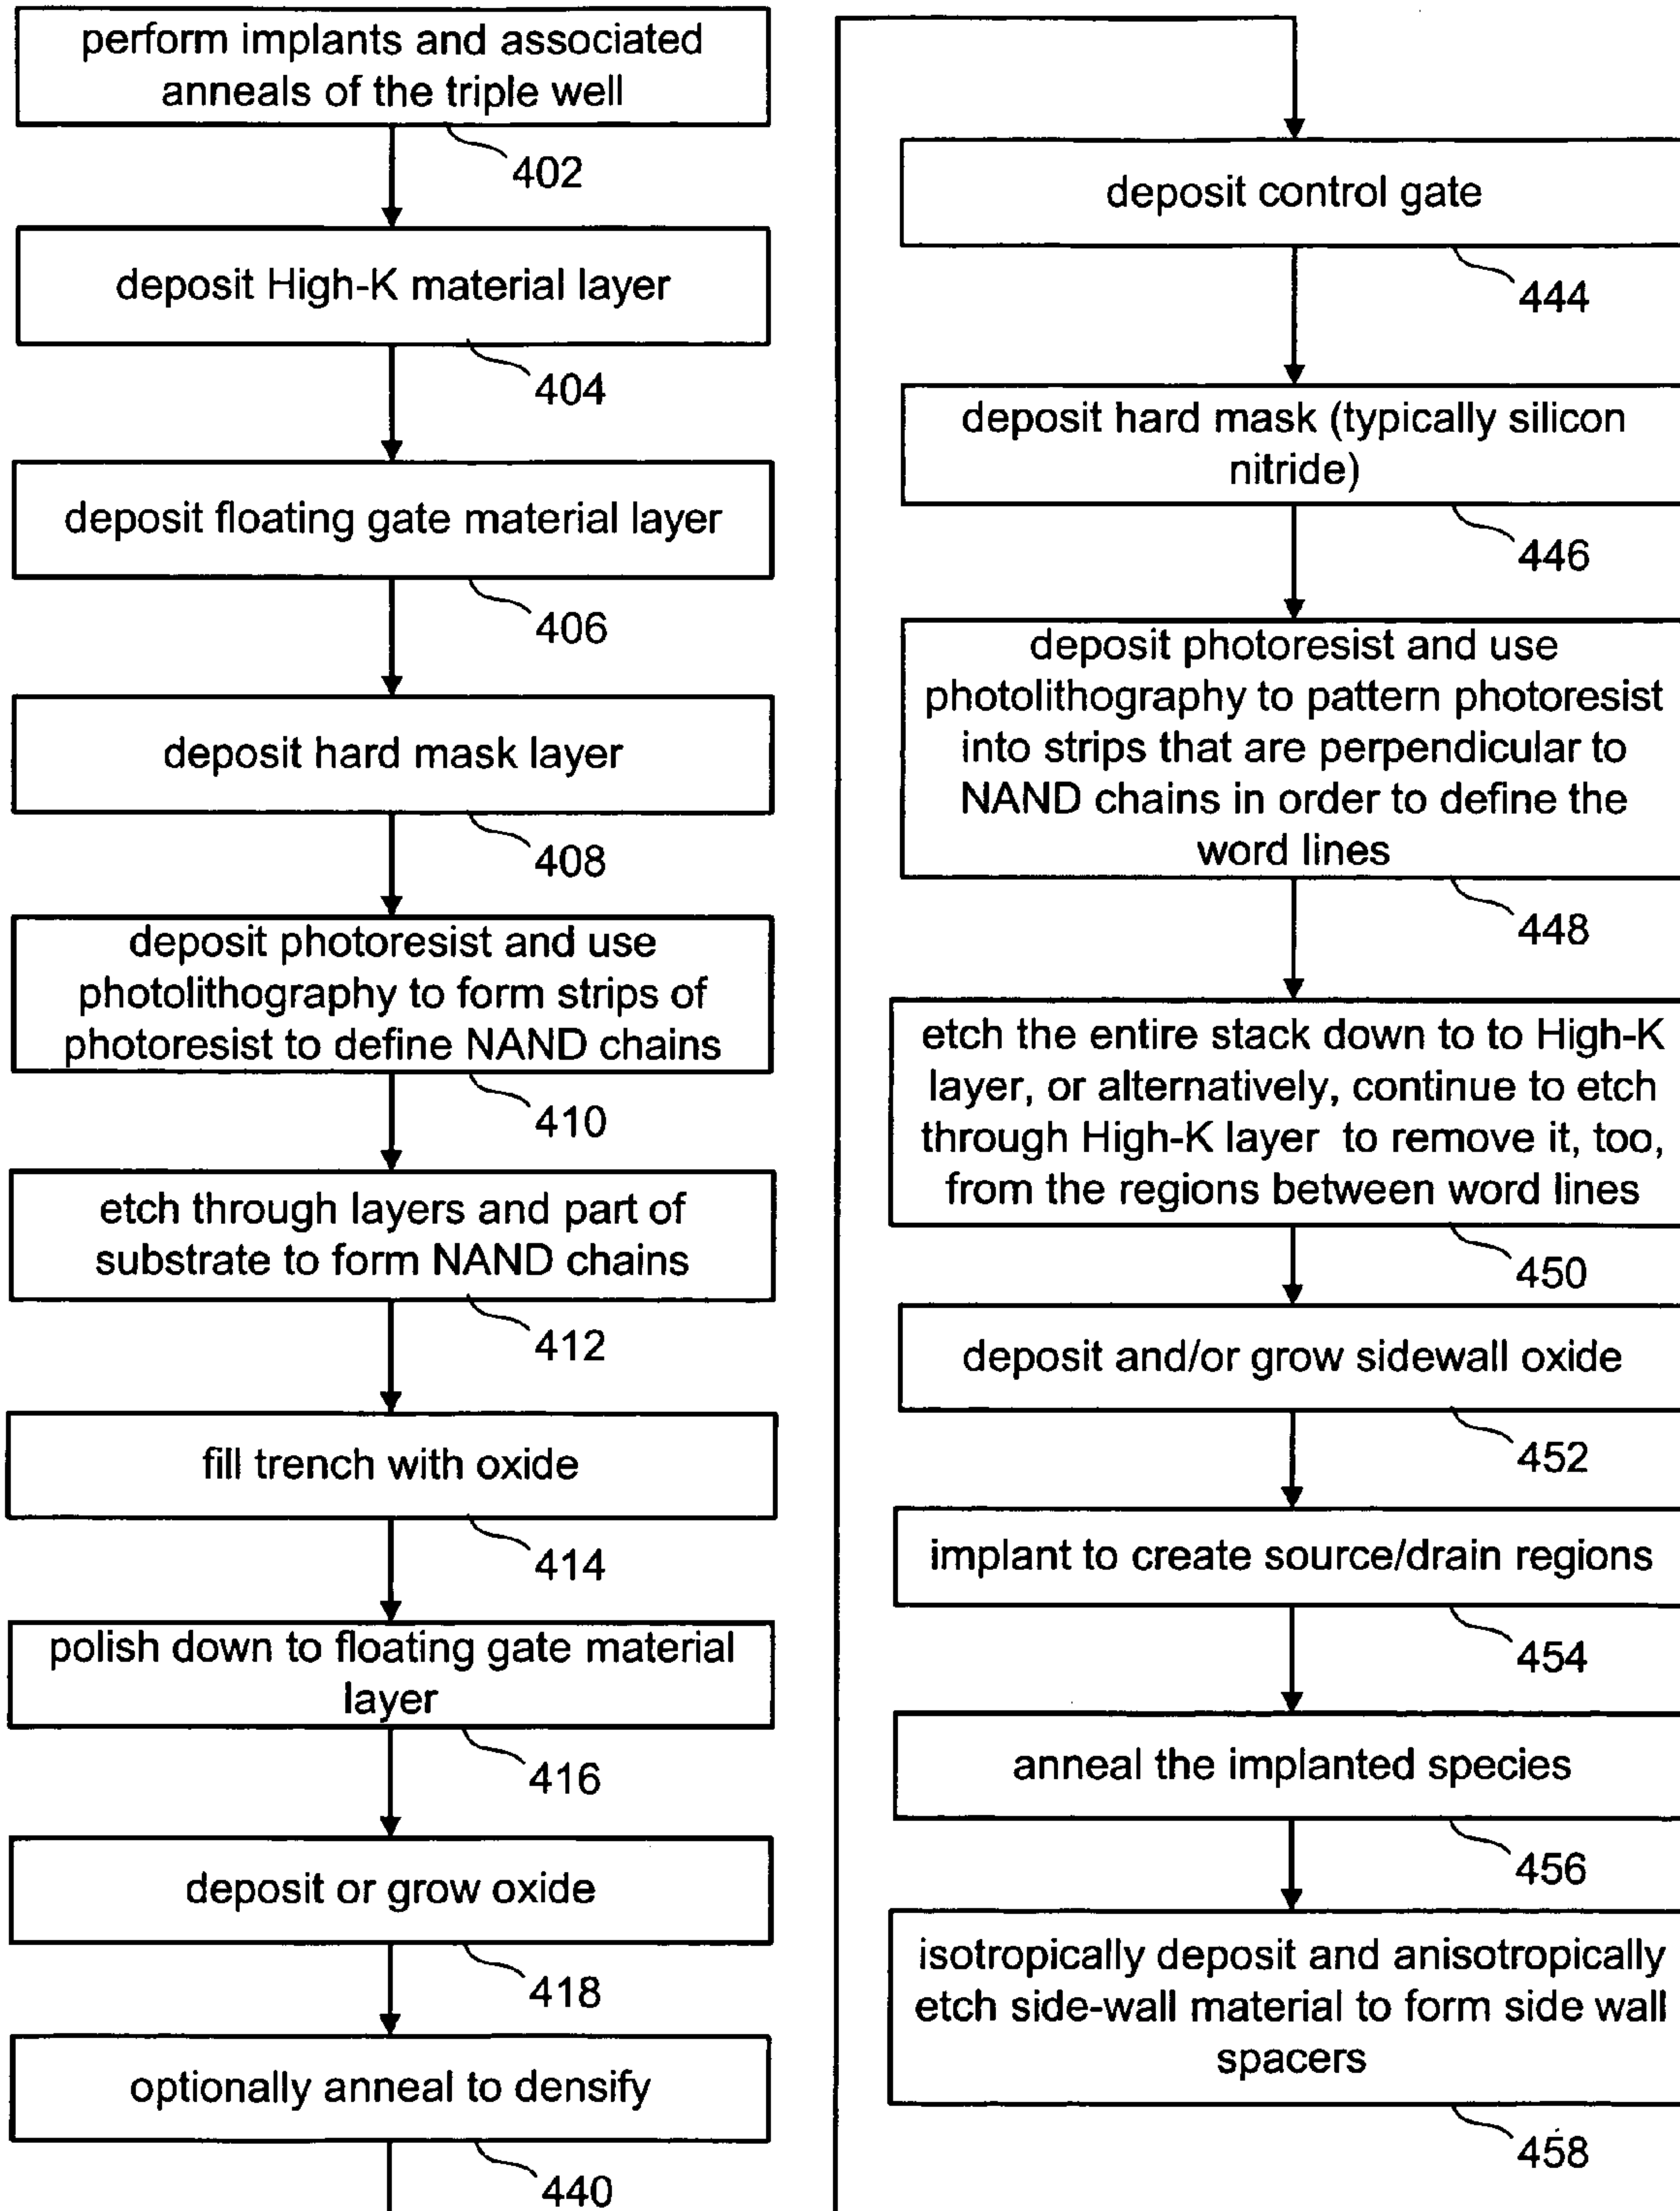 perform implants and associated
anneals of the triple well
402
deposit High-K material layer
404
deposit floating gate material layer
406
deposit hard mask layer
408
deposit photoresist and use
photolithography to form strips of
photoresist to define NAND chains
410
etch through layers and part of
substrate to form NAND chains
412
fill trench with oxide
414
polish down to floating gate material
layer
416
deposit or grow oxide
418
optionally anneal to densify
440
deposit control gate
444
deposit hard mask (typically silicon
nitride)
446
deposit photoresist and use
photolithography to pattern photoresist
into strips that are perpendicular to
NAND chains in order to define the
word lines
448
etch the entire stack down to to High-K
layer, or alternatively, continue to etch
through High-K layer to remove it, too,
from the regions between word lines
450
deposit and/or grow sidewall oxide
452
implant to create source/drain regions
454
anneal the implanted species
456
isotropically deposit and anisotropically
etch side-wall material to form side wall
spacers
458